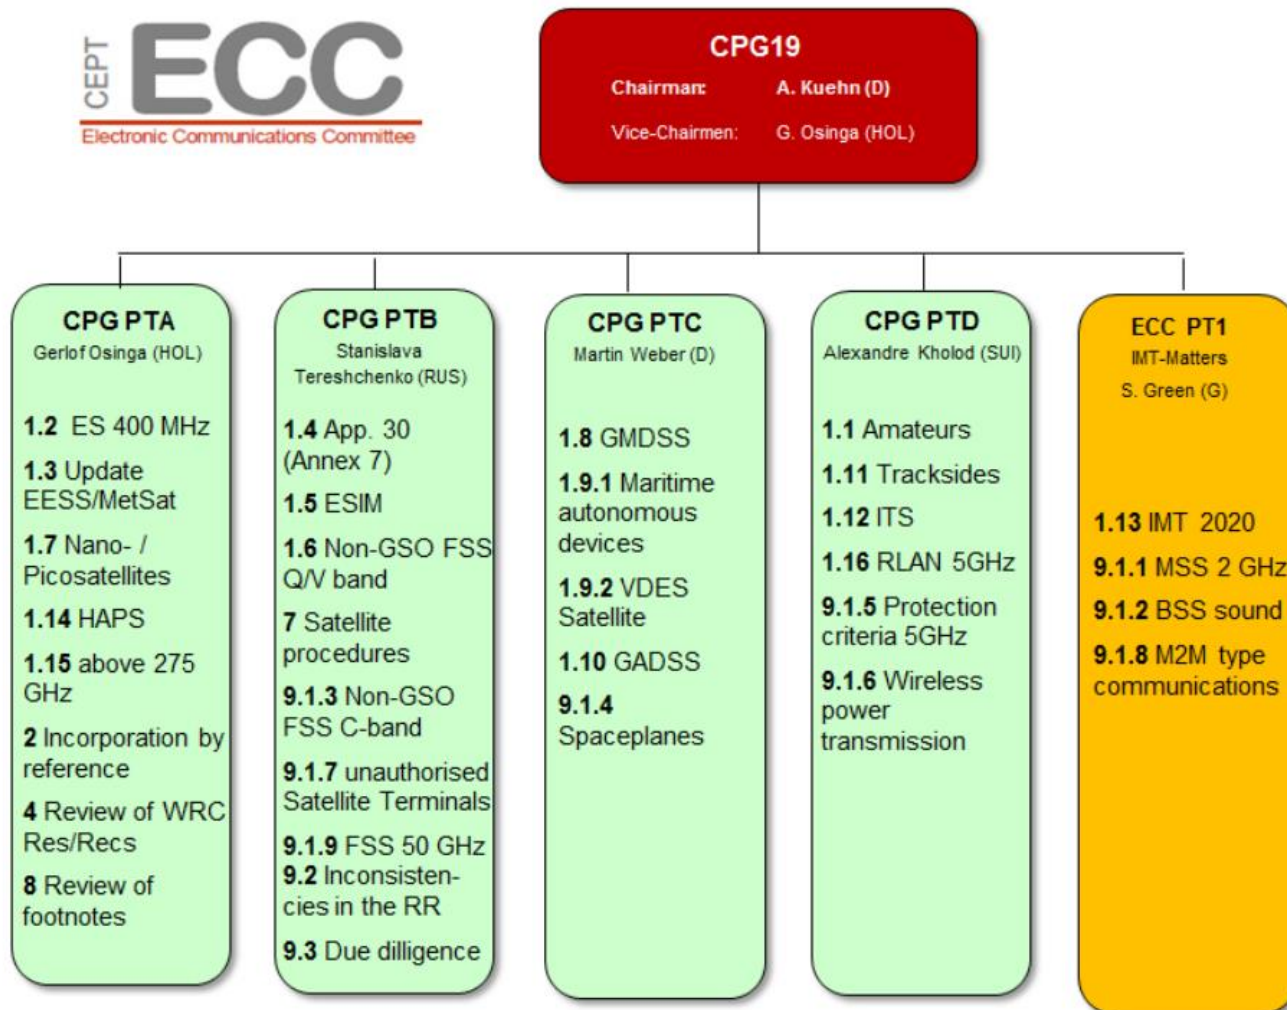 CEPT
ECC
Electronic Communications Committee
CPG19
Chairman: A. Kuehn (D)
Vice-Chairmen: G. Osinga (HOL)
CPG PTA
Gerlof Osinga (HOL)
1.2 ES 400 MHz
1.3 Update
EESS/MetSat
1.7 Nano- /
Picosatellites
1.14 HAPS
1.15 above 275
GHz
2 Incorporation by
reference
4 Review of WRC
Res/Recs
8 Review of
footnotes
CPG PTB
Stanislava
Tereshchenko (RUS)
1.4 App. 30
(Annex 7)
1.5 ESIM
1.6 Non-GSO FSS
Q/V band
7 Satellite
procedures
9.1.3 Non-GSO
FSS C-band
9.1.7 unauthorised
Satellite Terminals
9.1.9 FSS 50 GHz
9.2 Inconsisten-
cies in the RR
9.3 Due dilligence
CPG PTC
Martin Weber (D)
1.8 GMDSS
1.9.1 Maritime
autonomous
devices
1.9.2 VDES
Satellite
1.10 GADSS
9.1.4
Spaceplanes
CPG PTD
Alexandre Kholod (SUI)
1.1 Amateurs
1.11 Tracksides
1.12 ITS
1.16 RLAN 5GHz
9.1.5 Protection
criteria 5GHz
9.1.6 Wireless
power
transmission
ECC PT1
IMT-Matters
S. Green (G)
1.13 IMT 2020
9.1.1 MSS 2 GHz
9.1.2 BSS sound
9.1.8 M2M type
communications